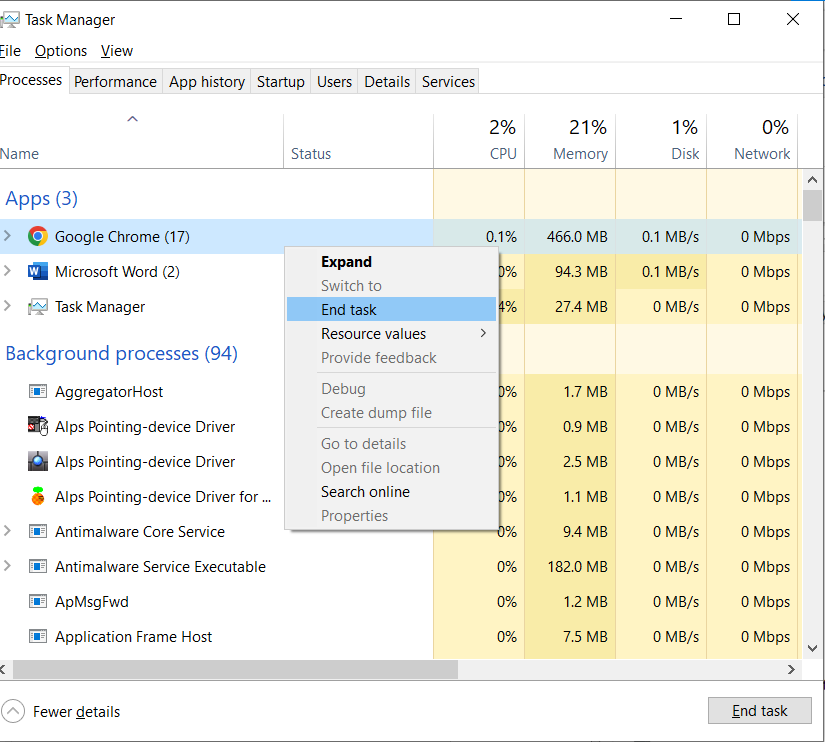 Task Manager
File Options View
Processes Performance App history Startup Users Details Services
2% 21% 1% 0%
Name Status CPU Memory Disk Network
Apps (3)
Google Chrome (17) 0.1% 466.0 MB 0.1 MB/s 0 Mbps
Microsoft Word (2) 0% 94.3 MB 0.1 MB/s 0 Mbps
Task Manager 4% 27.4 MB 0 MB/s 0 Mbps
Background processes (94)
AggregatorHost 0% 1.7 MB 0 MB/s 0 Mbps
Alps Pointing-device Driver 0% 0.9 MB 0 MB/s 0 Mbps
Alps Pointing-device Driver 0% 2.5 MB 0 MB/s 0 Mbps
Alps Pointing-device Driver for ... 0% 1.1 MB 0 MB/s 0 Mbps
Antimalware Core Service 0% 9.4 MB 0 MB/s 0 Mbps
Antimalware Service Executable 0% 182.0 MB 0 MB/s 0 Mbps
ApMsgFwd 0% 1.2 MB 0 MB/s 0 Mbps
Application Frame Host 0% 7.5 MB 0 MB/s 0 Mbps
Expand
Switch to
End task
Resource values
Provide feedback
Debug
Create dump file
Go to details
Open file location
Search online
Properties
Fewer details End task